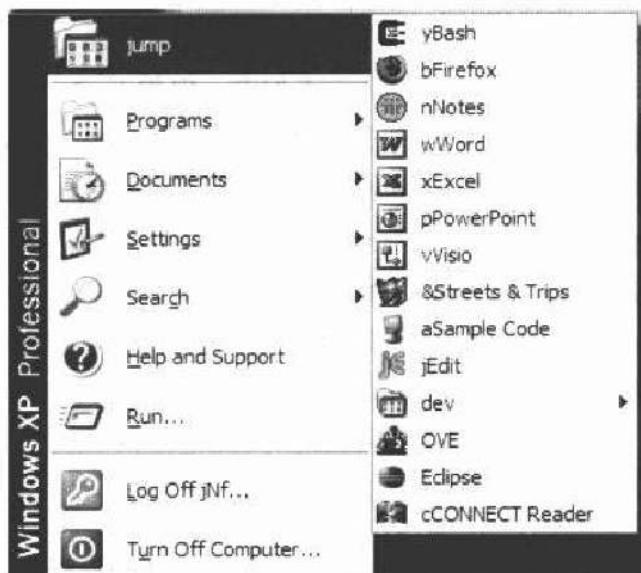 jump
Programs
Documents
Settings
Search
Help and Support
Run...
Log Off jNf...
Turn Off Computer...
Windows XP Professional
yBash
bFirefox
nNotes
wWord
xExcel
pPowerPoint
vVisio
&Streets & Trips
aSample Code
jEdit
dev
OVE
Eclipse
cCONNECT Reader